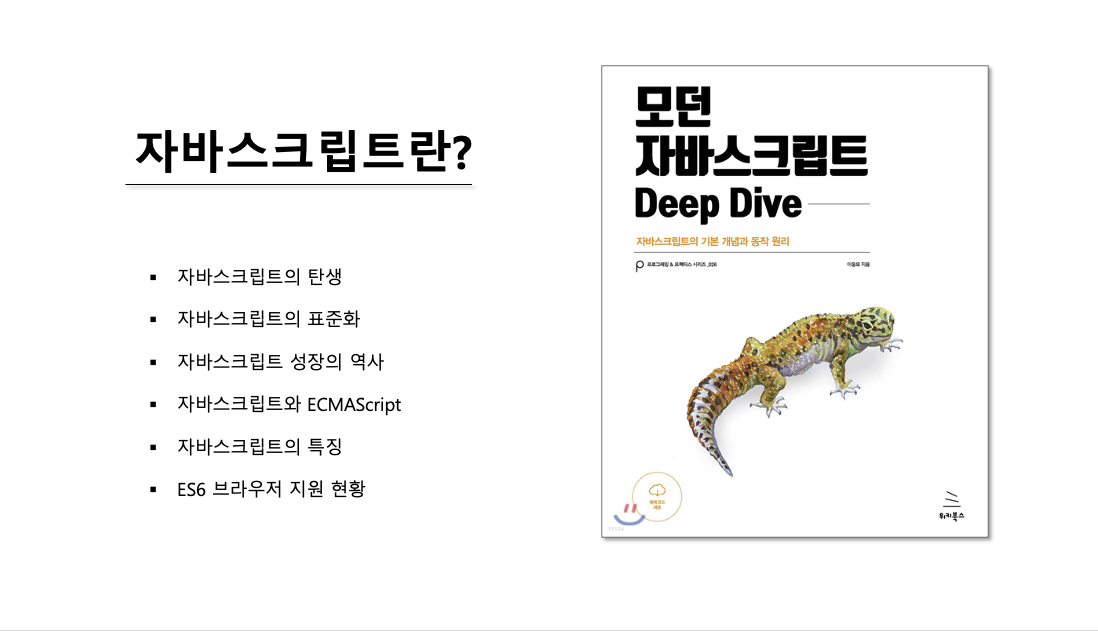 자바스크립트란?
▪ 자바스크립트의 탄생
▪ 자바스크립트의 표준화
▪ 자바스크립트 성장의 역사
▪ 자바스크립트와 ECMAScript
▪ 자바스크립트의 특징
▪ ES6 브라우저 지원 현황
모던
자바스크립트
Deep Dive
자바스크립트의 기본 개념과 동작 원리
프로그래밍 & 프랙티스 시리즈_026
이웅모 지음
예제 코드
제공
위키북스